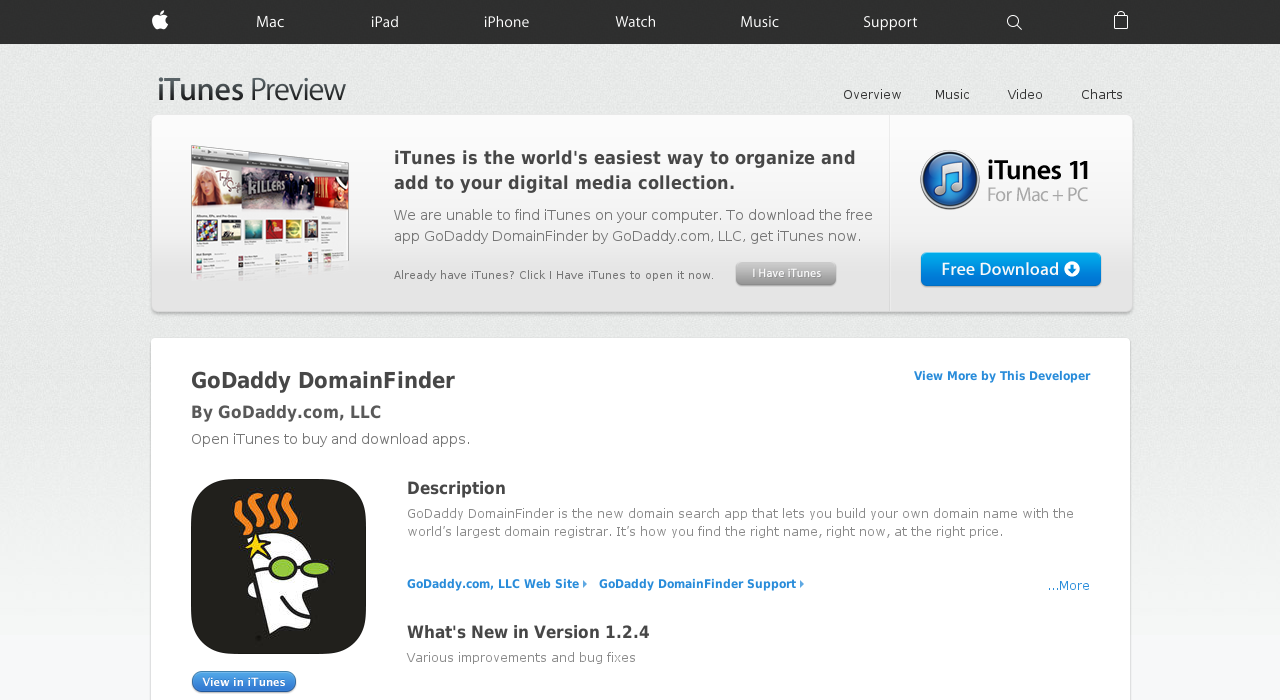 Mac iPad iPhone Watch Music Support
iTunes Preview
Overview Music Video Charts
iTunes is the world's easiest way to organize and
add to your digital media collection.
We are unable to find iTunes on your computer. To download the free
app GoDaddy DomainFinder by GoDaddy.com, LLC, get iTunes now.
Already have iTunes? Click I Have iTunes to open it now.
I Have iTunes
iTunes 11
For Mac + PC
Free Download
GoDaddy DomainFinder
View More by This Developer
By GoDaddy.com, LLC
Open iTunes to buy and download apps.
Description
GoDaddy DomainFinder is the new domain search app that lets you build your own domain name with the
world’s largest domain registrar. It’s how you find the right name, right now, at the right price.
GoDaddy.com, LLC Web Site GoDaddy DomainFinder Support ...More
What's New in Version 1.2.4
Various improvements and bug fixes
View in iTunes
KILLERS